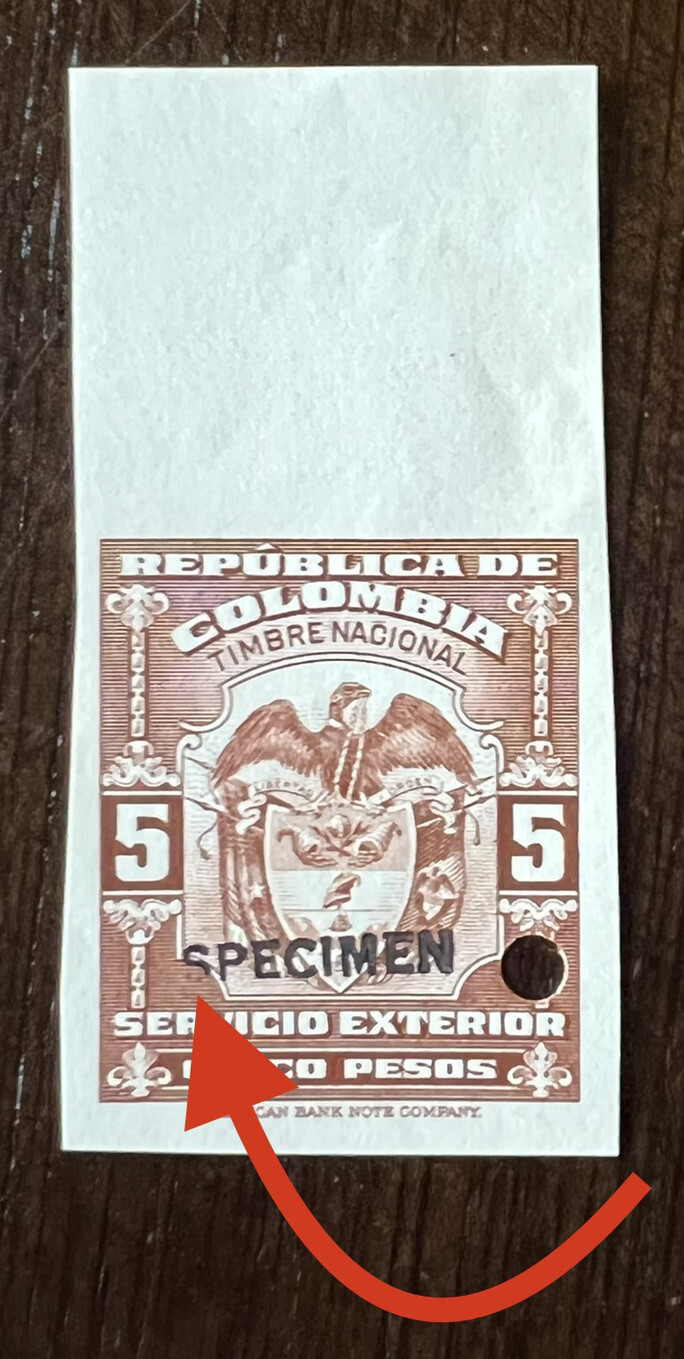 REPÚBLICA DE
COLOMBIA
TIMBRE NACIONAL
LIBERTAD ORDEN
5 5
SPECIMEN
SERVICIO EXTERIOR
PESOS
BANK NOTE COMPANY.